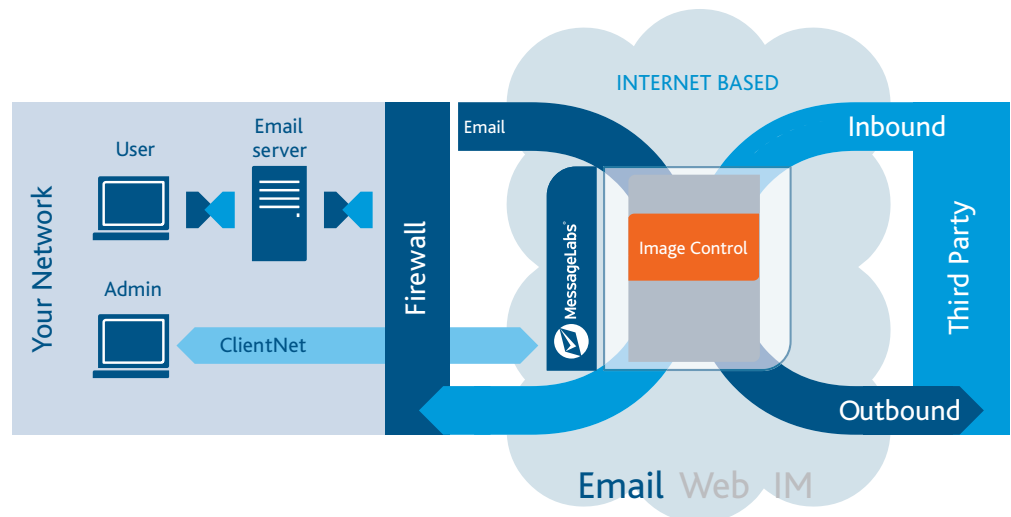 INTERNET BASED
Your Network
User
Email
server
Firewall
Email
Inbound
MessageLabs®
Image Control
Third Party
Admin
ClientNet
Outbound
Email Web IM